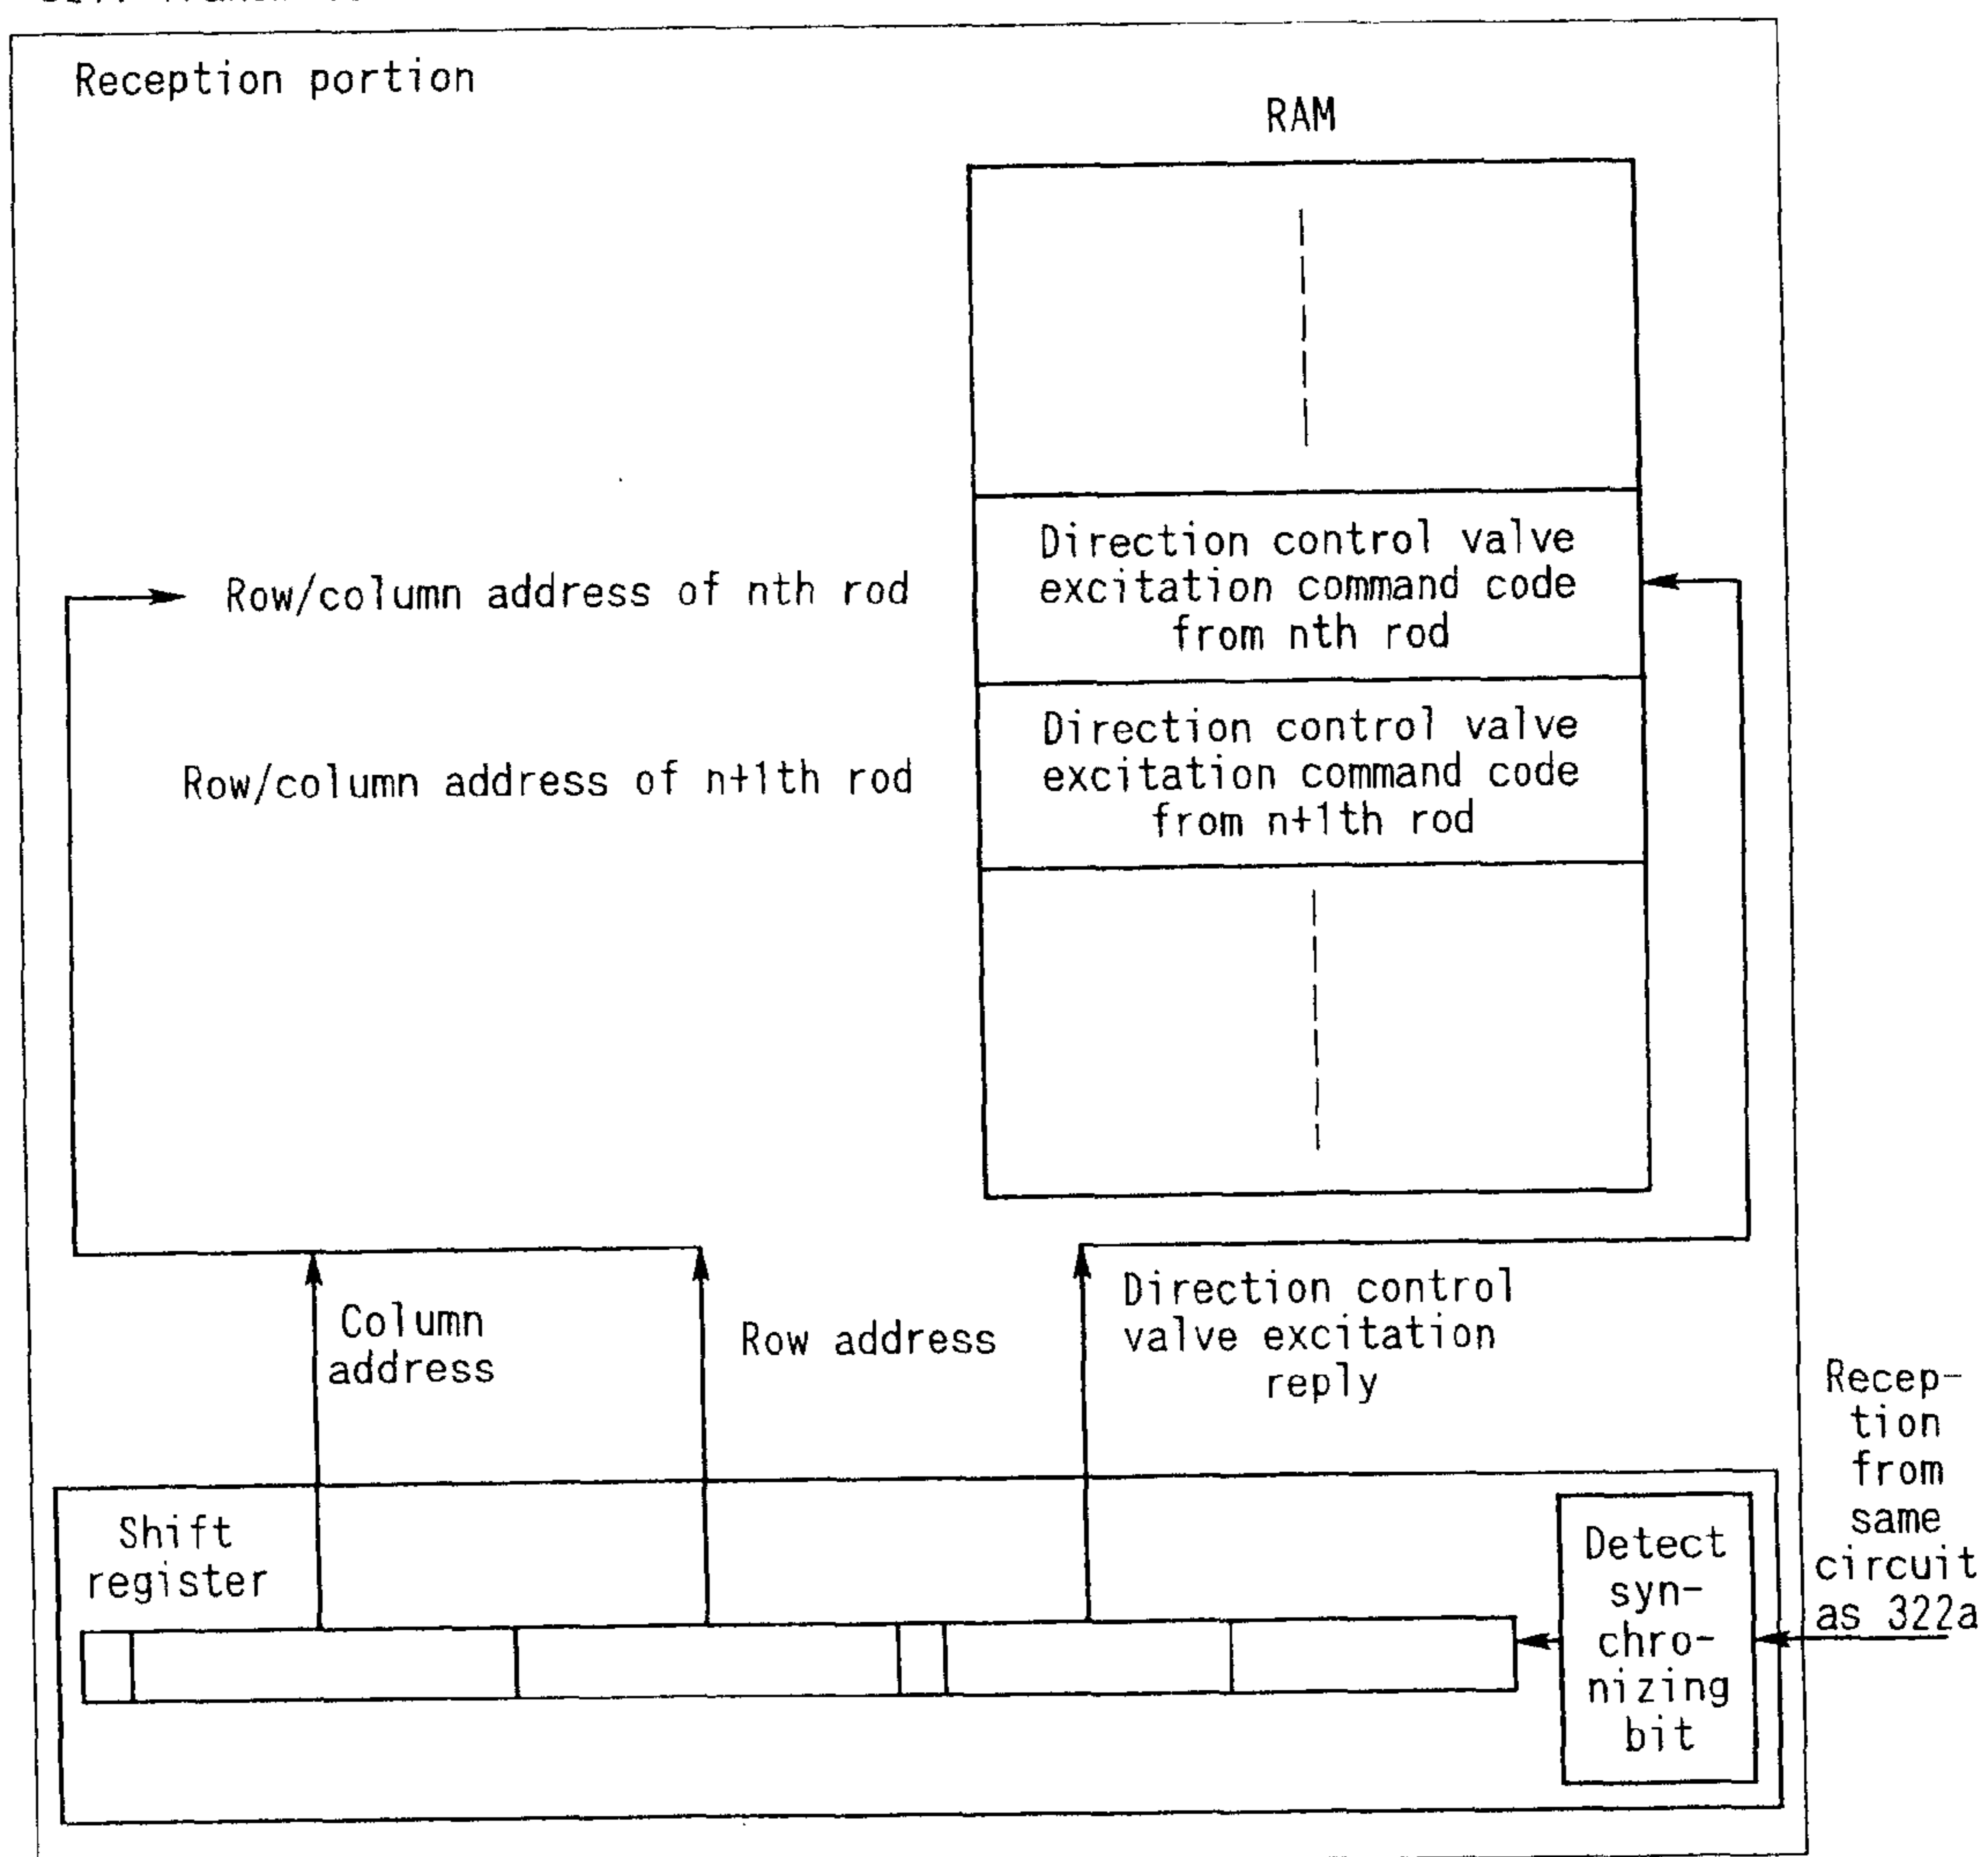 Reception portion
RAM
Direction control valve
excitation command code
from nth rod
Row/column address of nth rod
Direction control valve
excitation command code
from n+1th rod
Row/column address of n+1th rod
Column
address
Row address
Direction control
valve excitation
reply
Recep-
tion
from
same
circuit
as 322a
Shift
register
Detect
syn-
chro-
nizing
bit